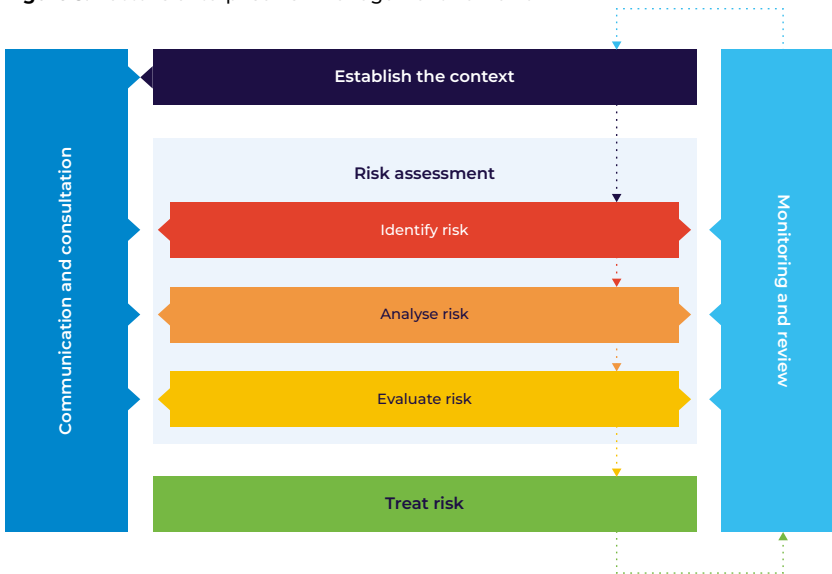 Establish the context
Communication and consultation
Risk assessment
Identify risk
Analyse risk
Evaluate risk
Monitoring and review
Treat risk